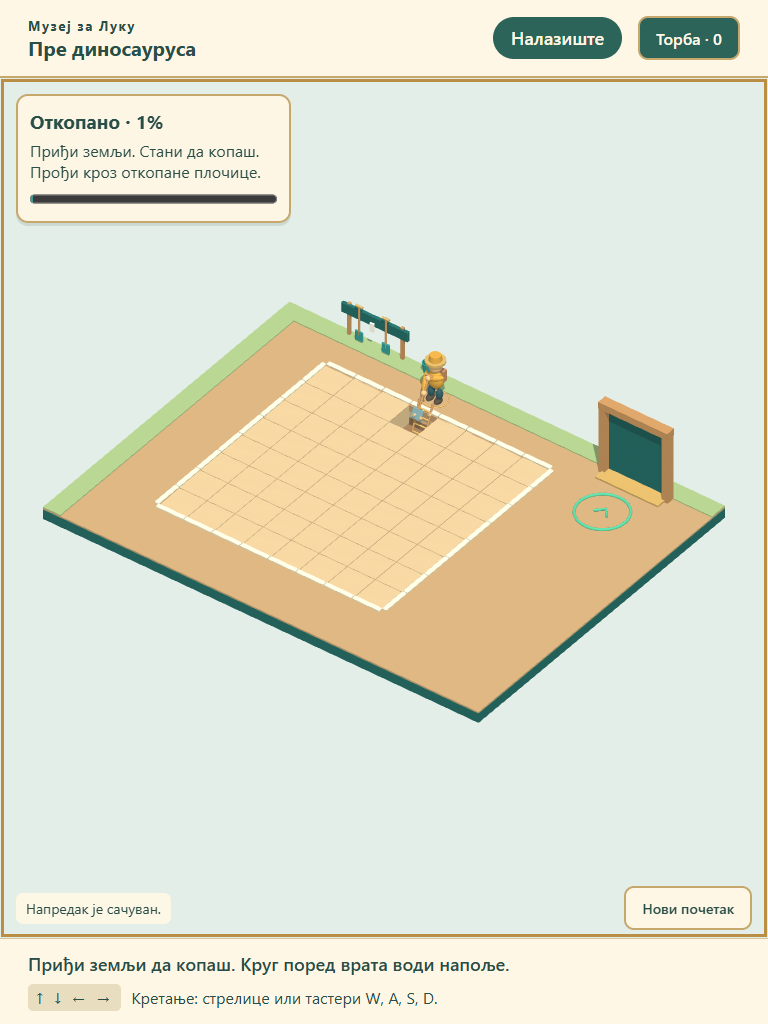 Музеј за Луку
Пре диносауруса
Налазиште
Торба · 0
Откопано · 1%
Приђи земљи. Стани да копаш.
Прођи кроз откопане плочице.
Напредак је сачуван.
Нови почетак
Приђи земљи да копаш. Круг поред врата води напоље.
↑ ↓ ← →
Кретање: стрелице или тастери W, A, S, D.